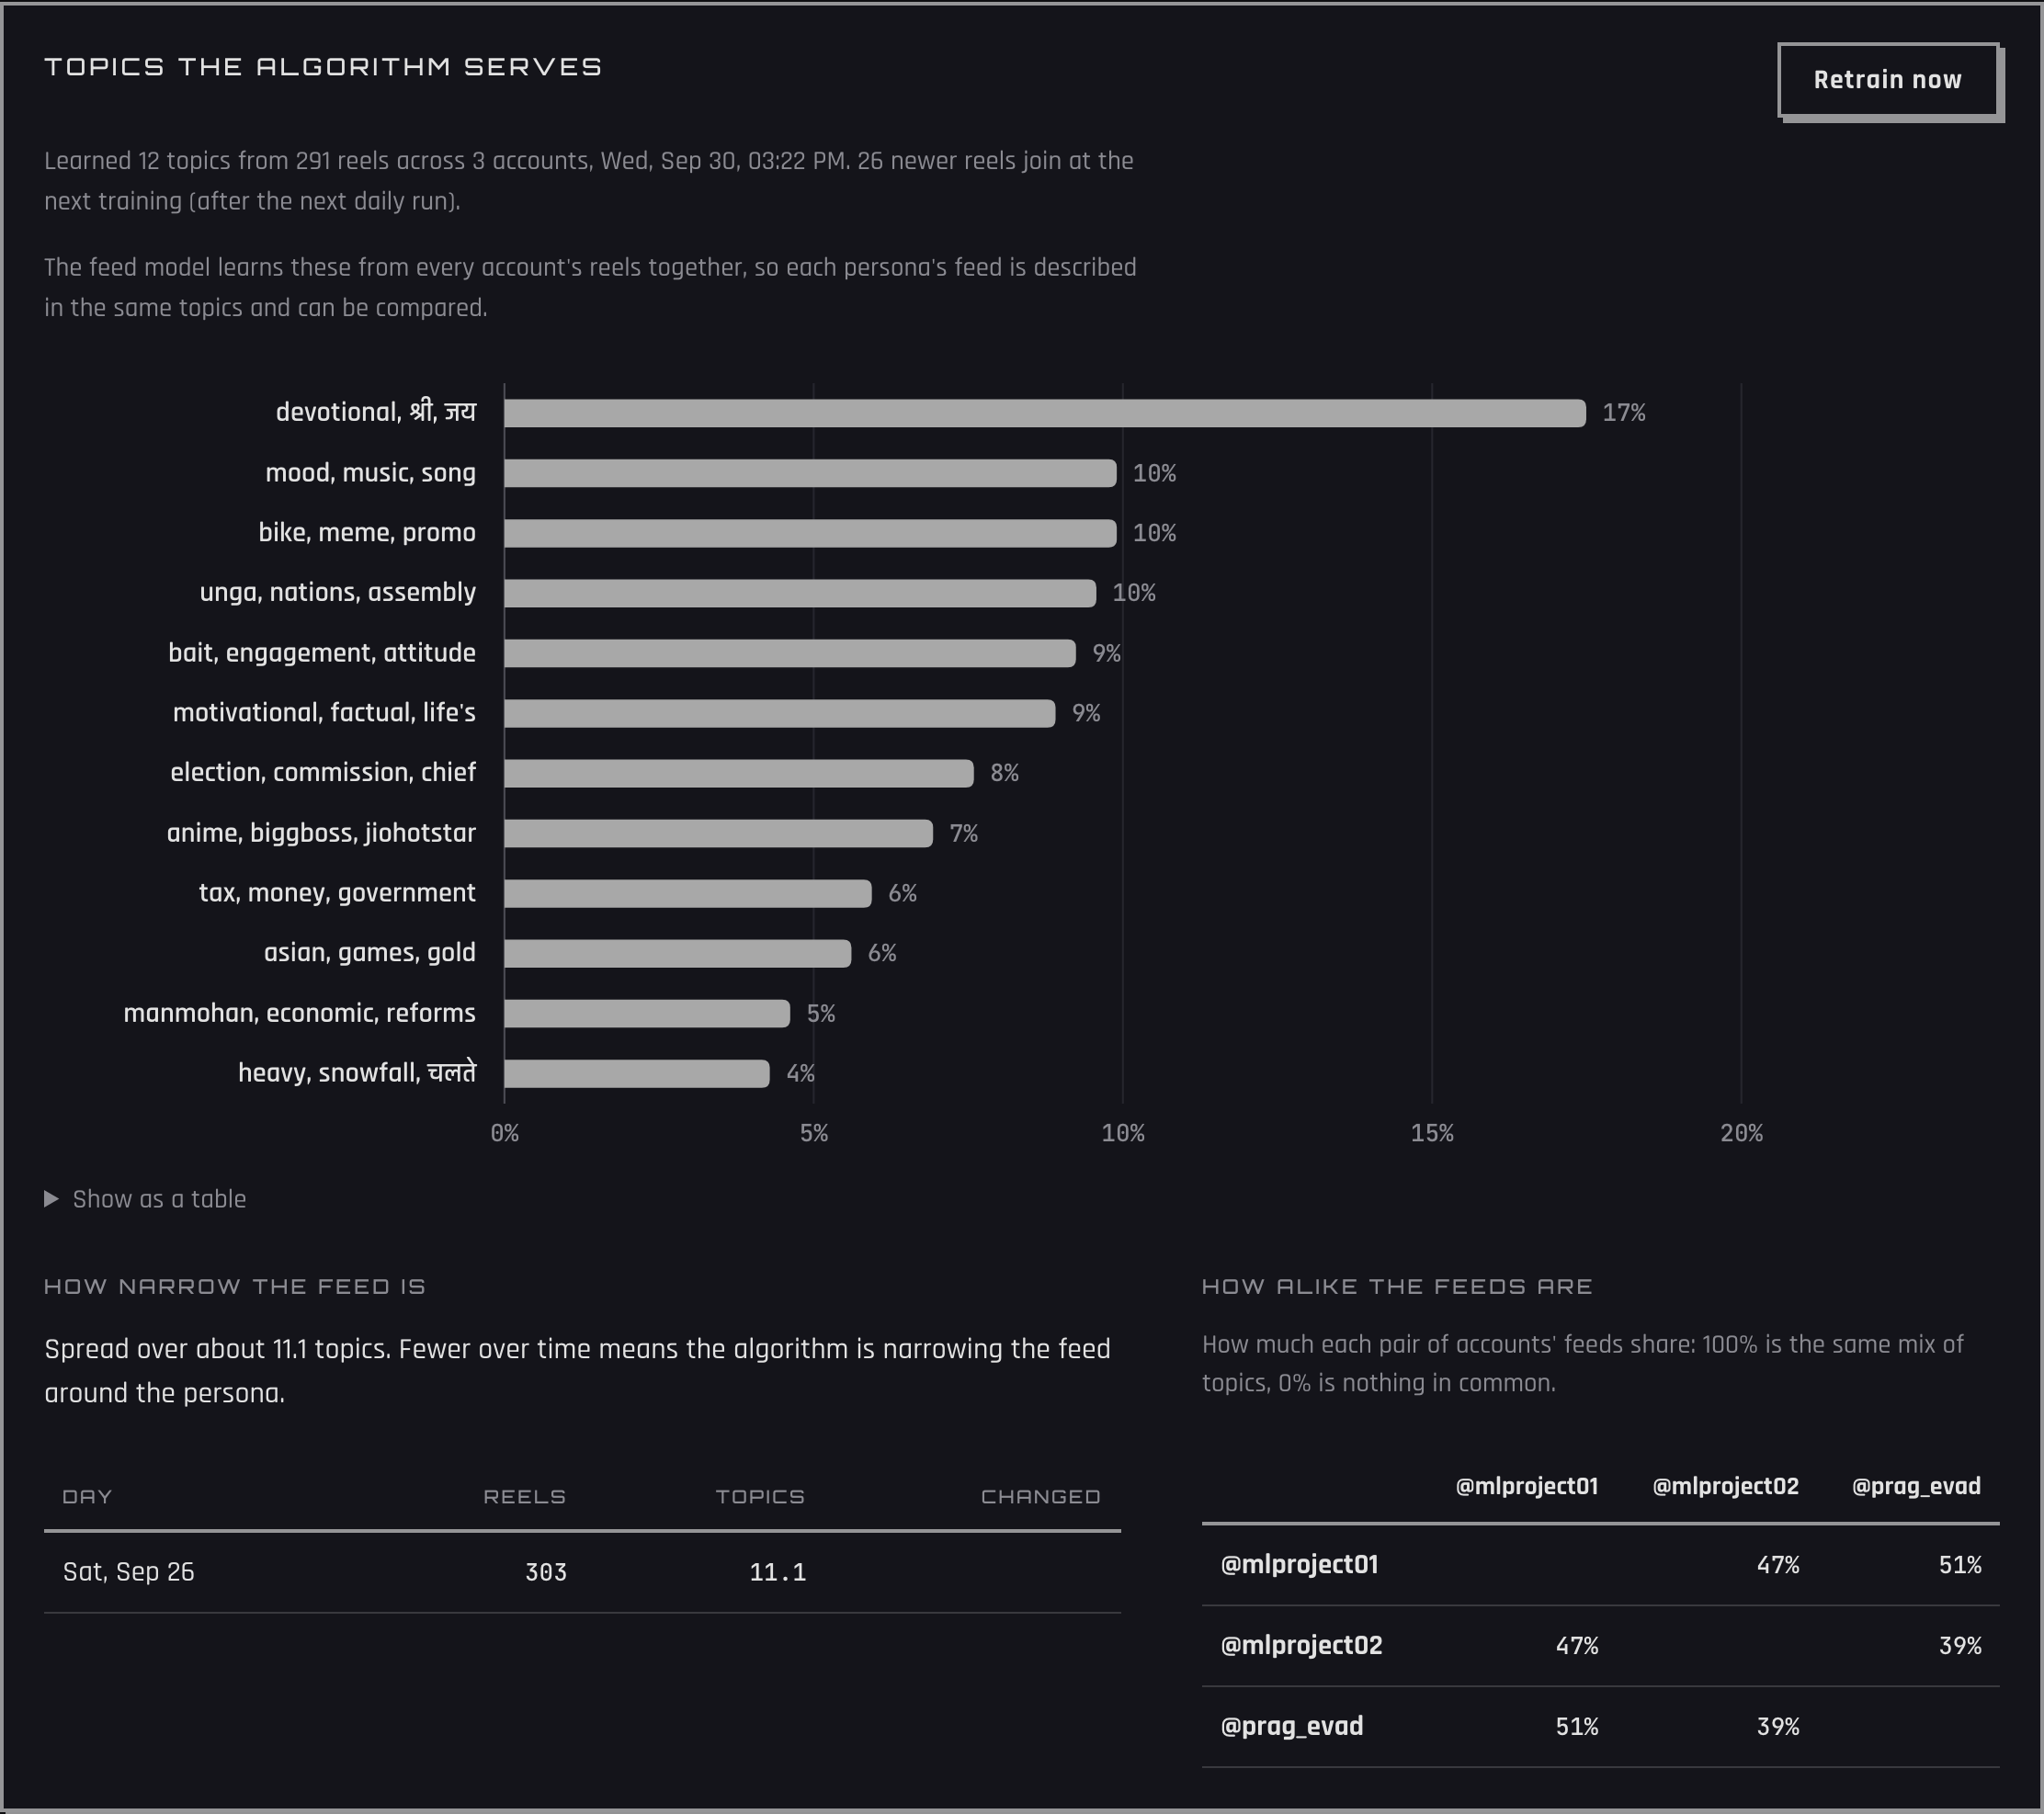 TOPICS THE ALGORITHM SERVES
Retrain now
Learned 12 topics from 291 reels across 3 accounts, Wed, Sep 30, 03:22 PM. 26 newer reels join at the
next training (after the next daily run).
The feed model learns these from every account's reels together, so each persona's feed is described
in the same topics and can be compared.
devotional, श्री, जय 17%
mood, music, song 10%
bike, meme, promo 10%
unga, nations, assembly 10%
bait, engagement, attitude 9%
motivational, factual, life's 9%
election, commission, chief 8%
anime, biggboss, jiohotstar 7%
tax, money, government 6%
asian, games, gold 6%
manmohan, economic, reforms 5%
heavy, snowfall, चलते 4%
0% 5% 10% 15% 20%
Show as a table
HOW NARROW THE FEED IS
Spread over about 11.1 topics. Fewer over time means the algorithm is narrowing the feed
around the persona.
DAY REELS TOPICS CHANGED
Sat, Sep 26 303 11.1
HOW ALIKE THE FEEDS ARE
How much each pair of accounts' feeds share: 100% is the same mix of
topics, 0% is nothing in common.
@mlproject01 @mlproject02 @prag_evad
@mlproject01 47% 51%
@mlproject02 47% 39%
@prag_evad 51% 39%